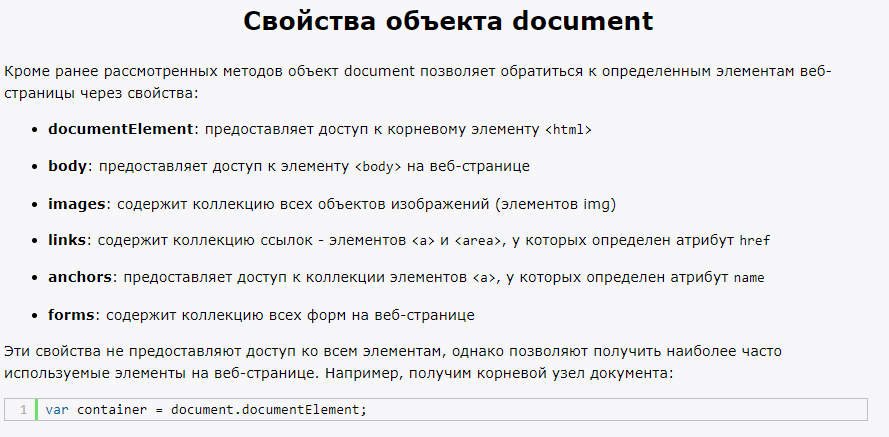 Свойства объекта document
Кроме ранее рассмотренных методов объект document позволяет обратиться к определенным элементам веб-
страницы через свойства:
• documentElement: предоставляет доступ к корневому элементу <html>
• body: предоставляет доступ к элементу <body> на веб-странице
• images: содержит коллекцию всех объектов изображений (элементов img)
• links: содержит коллекцию ссылок - элементов <a> и <area>, у которых определен атрибут href
• anchors: предоставляет доступ к коллекции элементов <a>, у которых определен атрибут name
• forms: содержит коллекцию всех форм на веб-странице
Эти свойства не предоставляют доступ ко всем элементам, однако позволяют получить наиболее часто
используемые элементы на веб-странице. Например, получим корневой узел документа:
1 var container = document.documentElement;